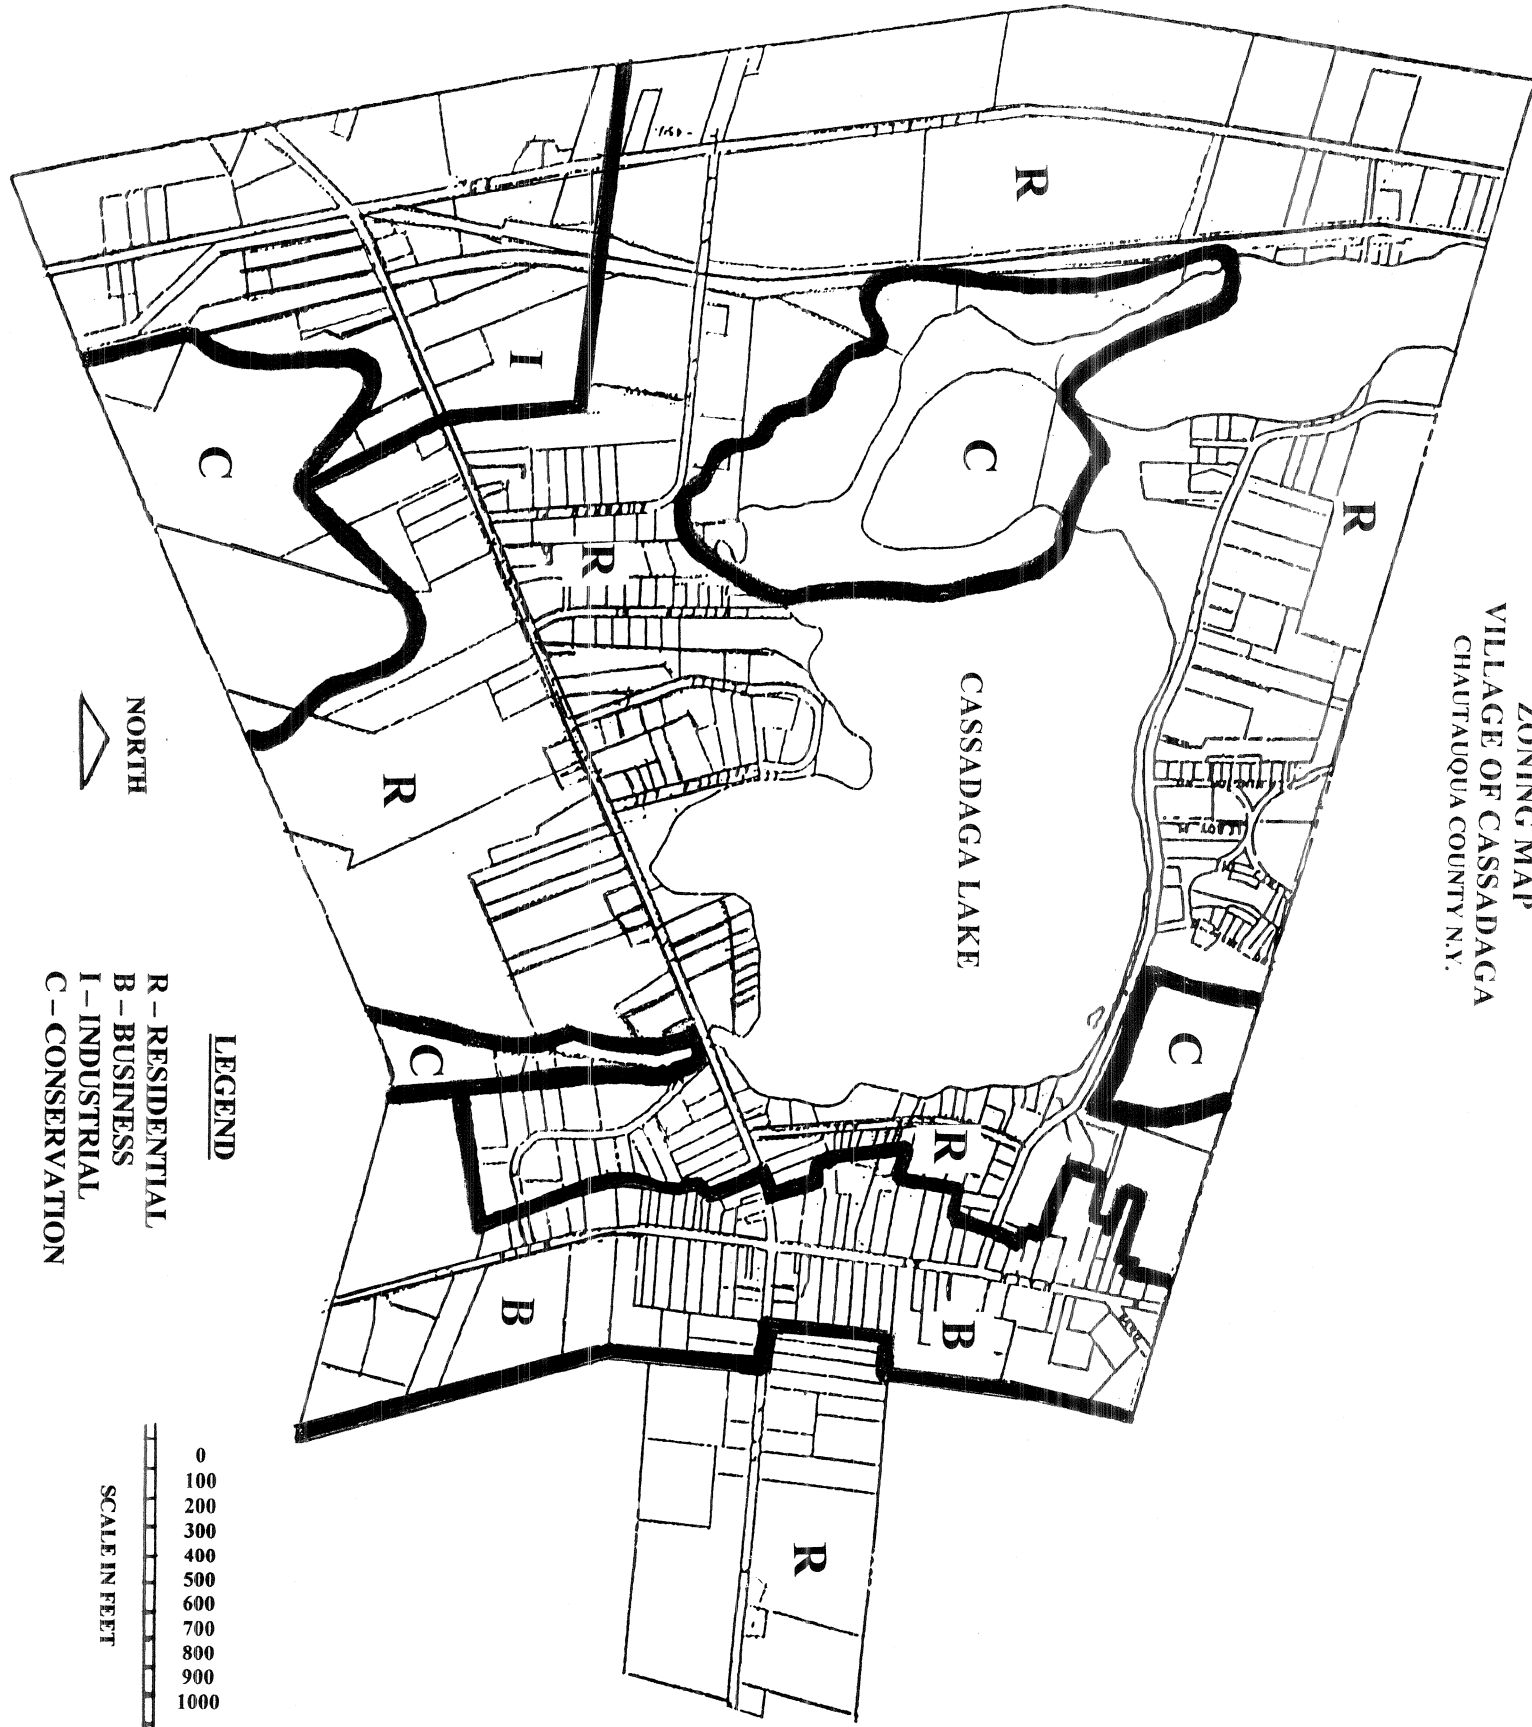 ZONING MAP
VILLAGE OF CASSADAGA
CHAUTAUQUA COUNTY N.Y.
R
R
C
I
C
R
CASSADAGA LAKE
R
C
C
R
B
B
R
NORTH
LEGEND
R – RESIDENTIAL
B – BUSINESS
I – INDUSTRIAL
C – CONSERVATION
0
100
200
300
400
500
600
700
800
900
1000
SCALE IN FEET